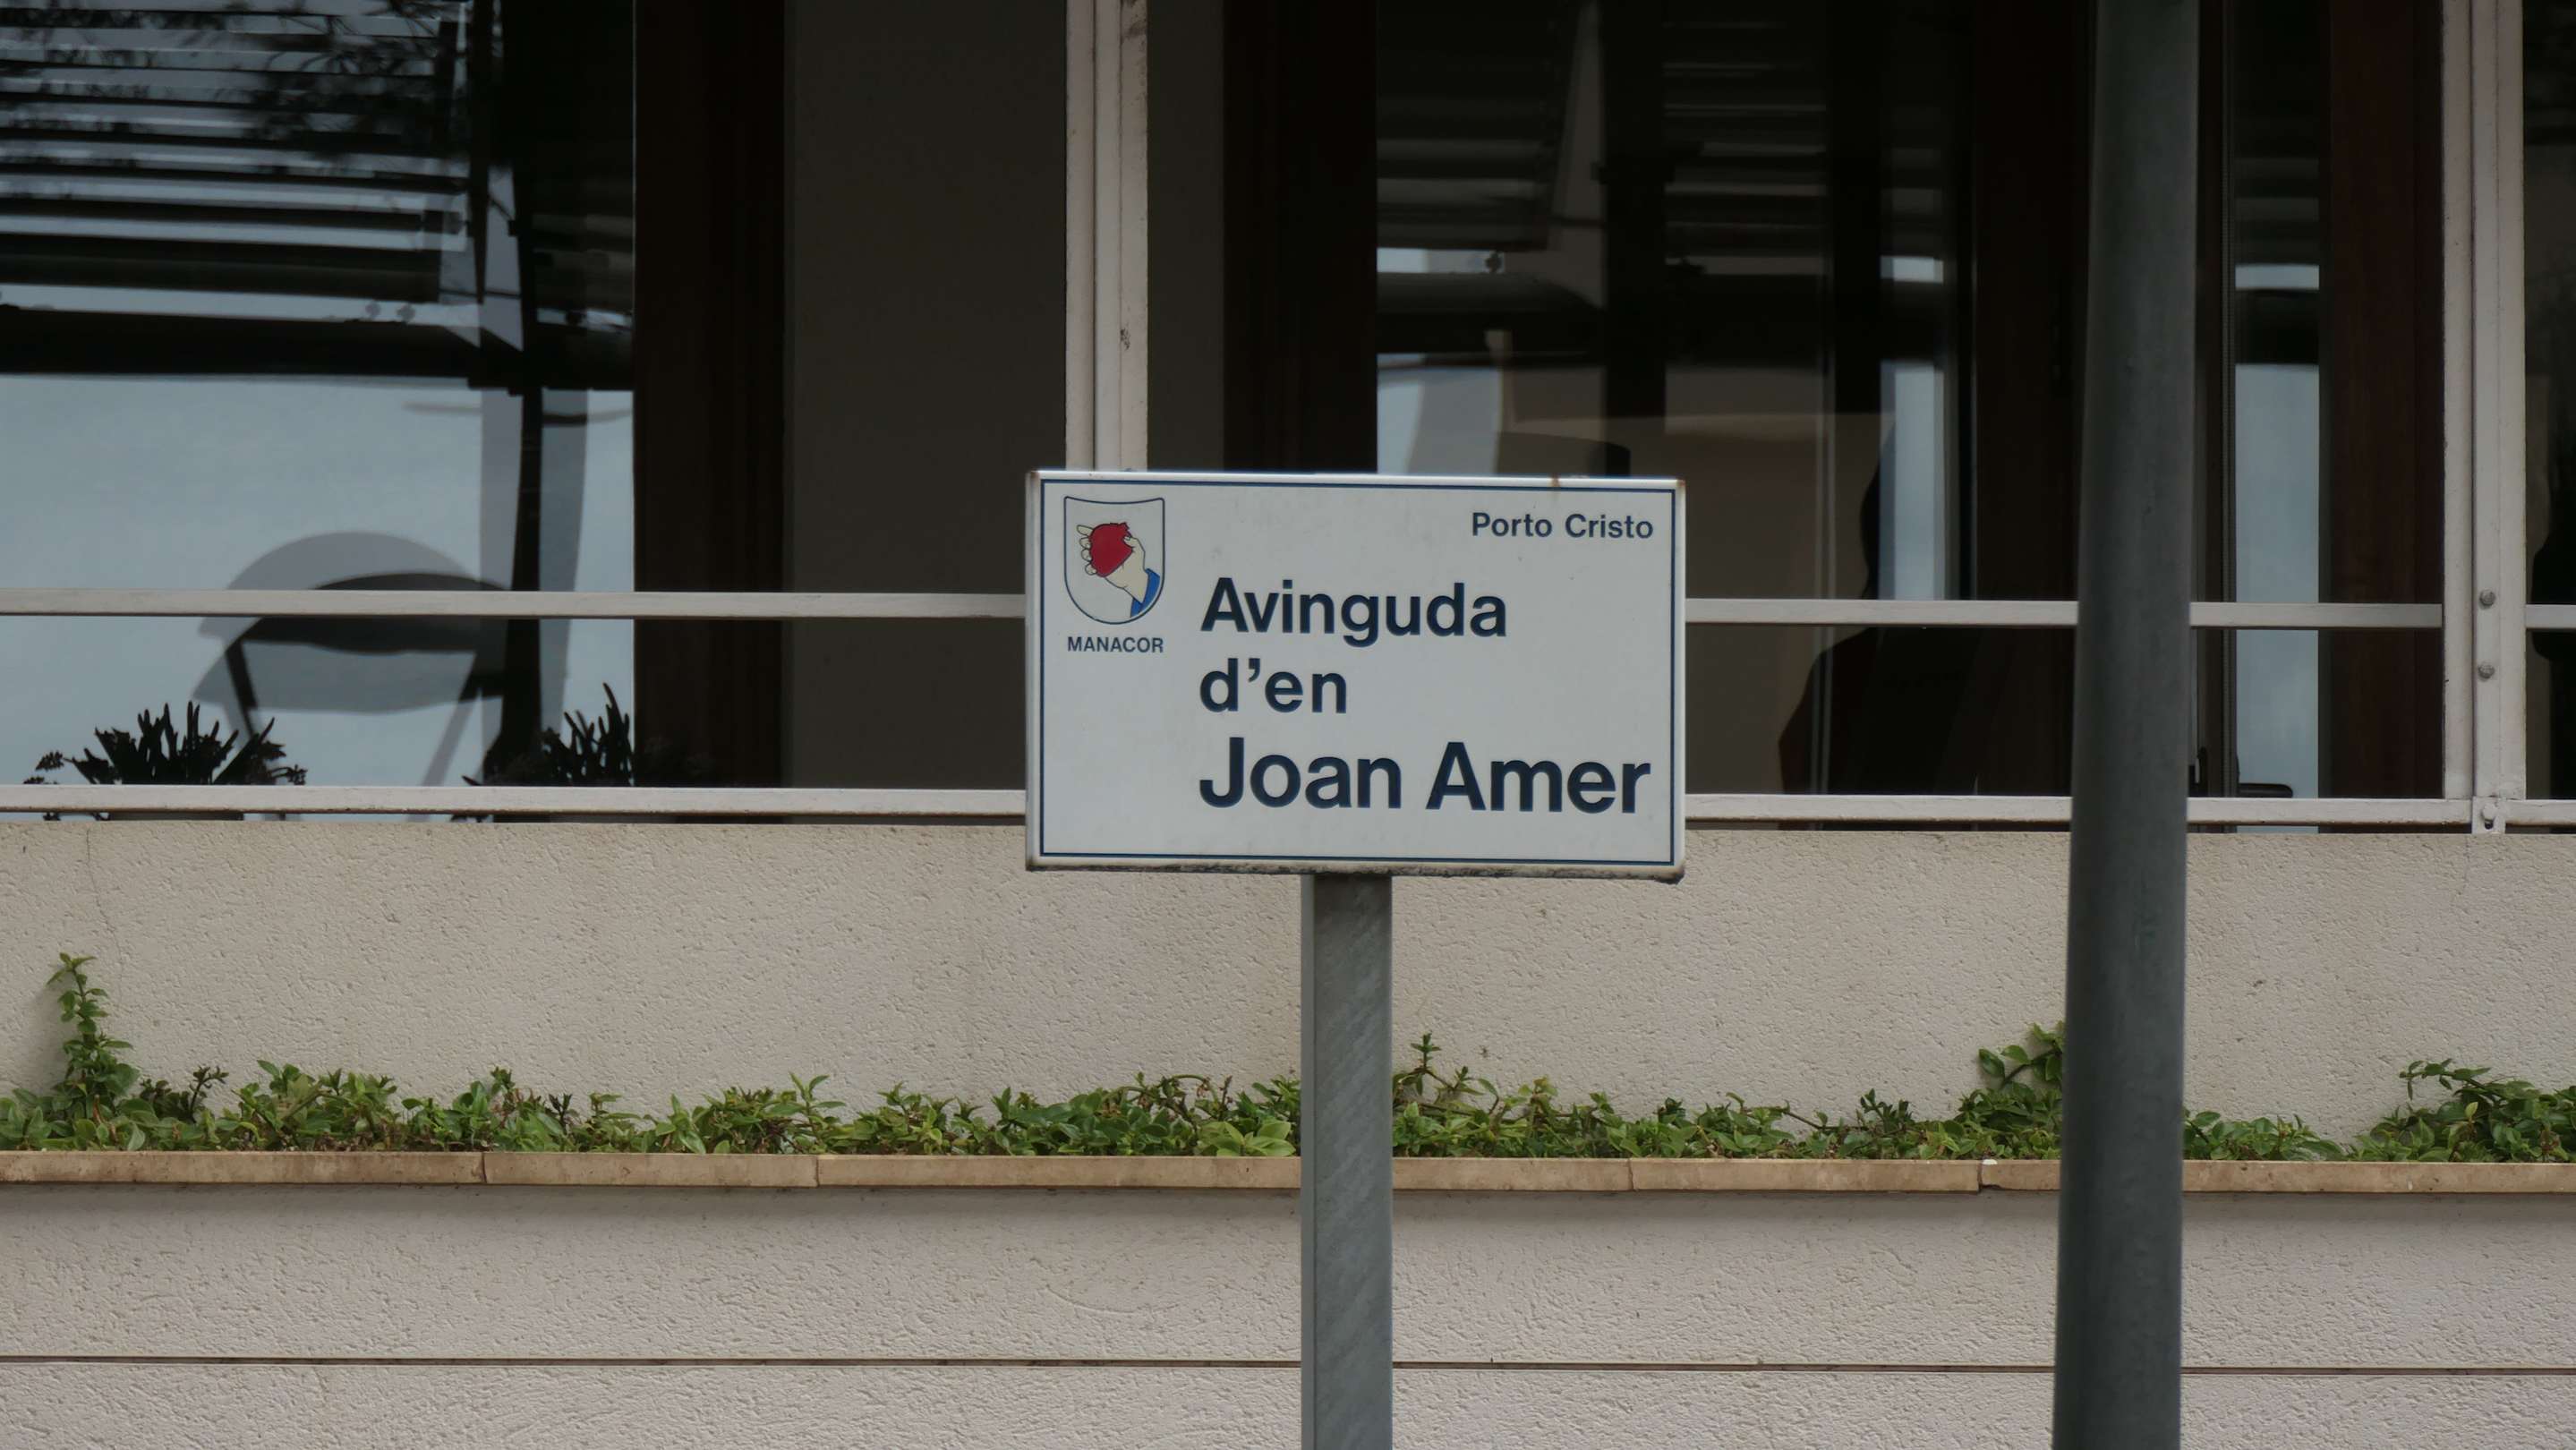 Porto Cristo
MANACOR
Avinguda
d'en
Joan Amer